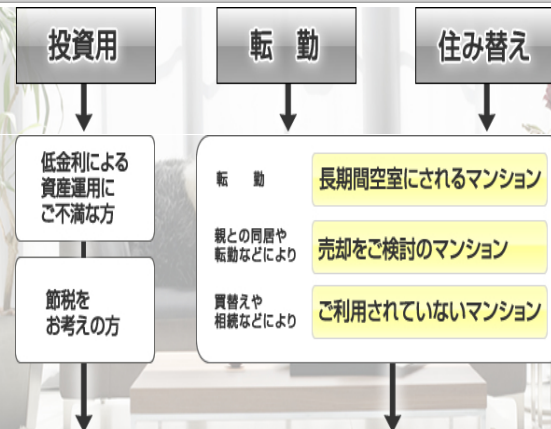 投資用
転 勤
住み替え
低金利による
資産運用に
ご不満な方
節税を
お考えの方
転 勤
長期間空室にされるマンション
親との同居や
転勤などにより
売却をご検討のマンション
買替えや
相続などにより
ご利用されていないマンション